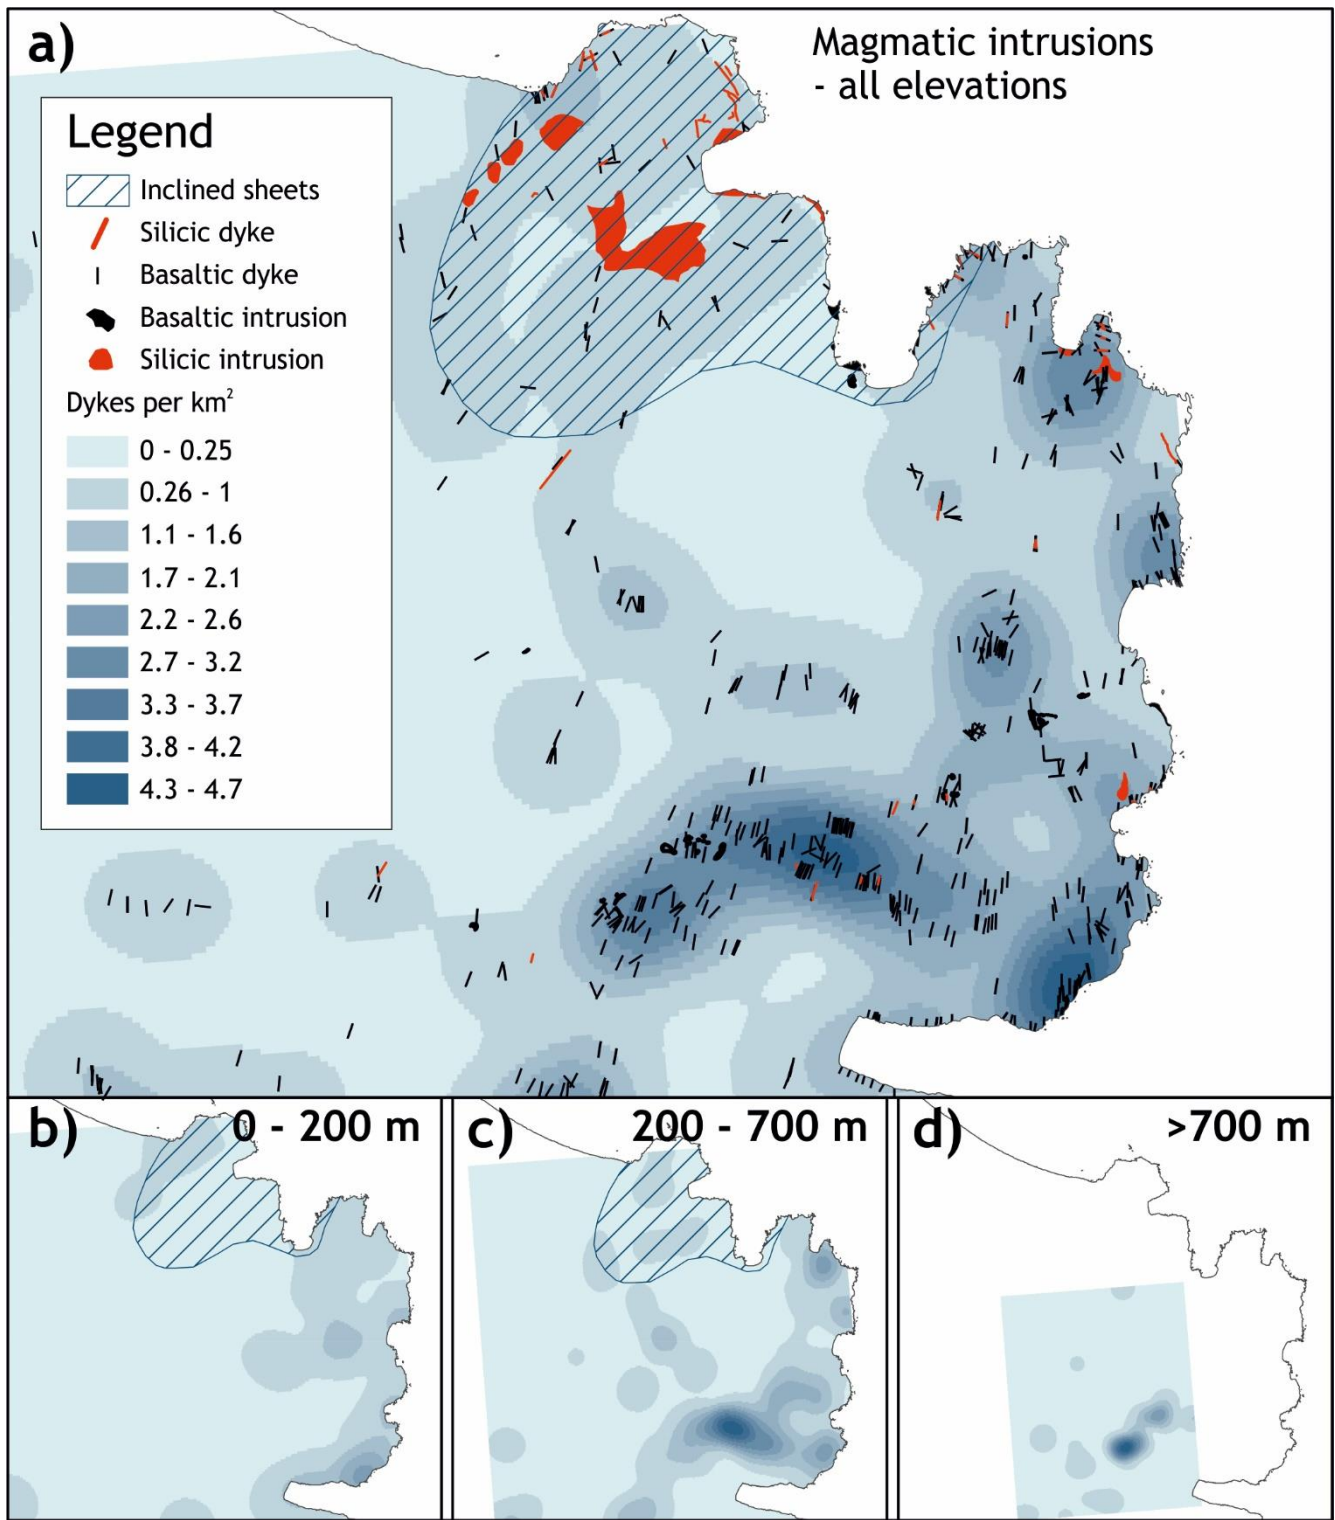 a)
Magmatic intrusions
- all elevations
Legend
Inclined sheets
Silicic dyke
Basaltic dyke
Basaltic intrusion
Silicic intrusion
Dykes per km²
0 - 0.25
0.26 - 1
1.1 - 1.6
1.7 - 2.1
2.2 - 2.6
2.7 - 3.2
3.3 - 3.7
3.8 - 4.2
4.3 - 4.7
b) 0 - 200 m
c) 200 - 700 m
d) >700 m